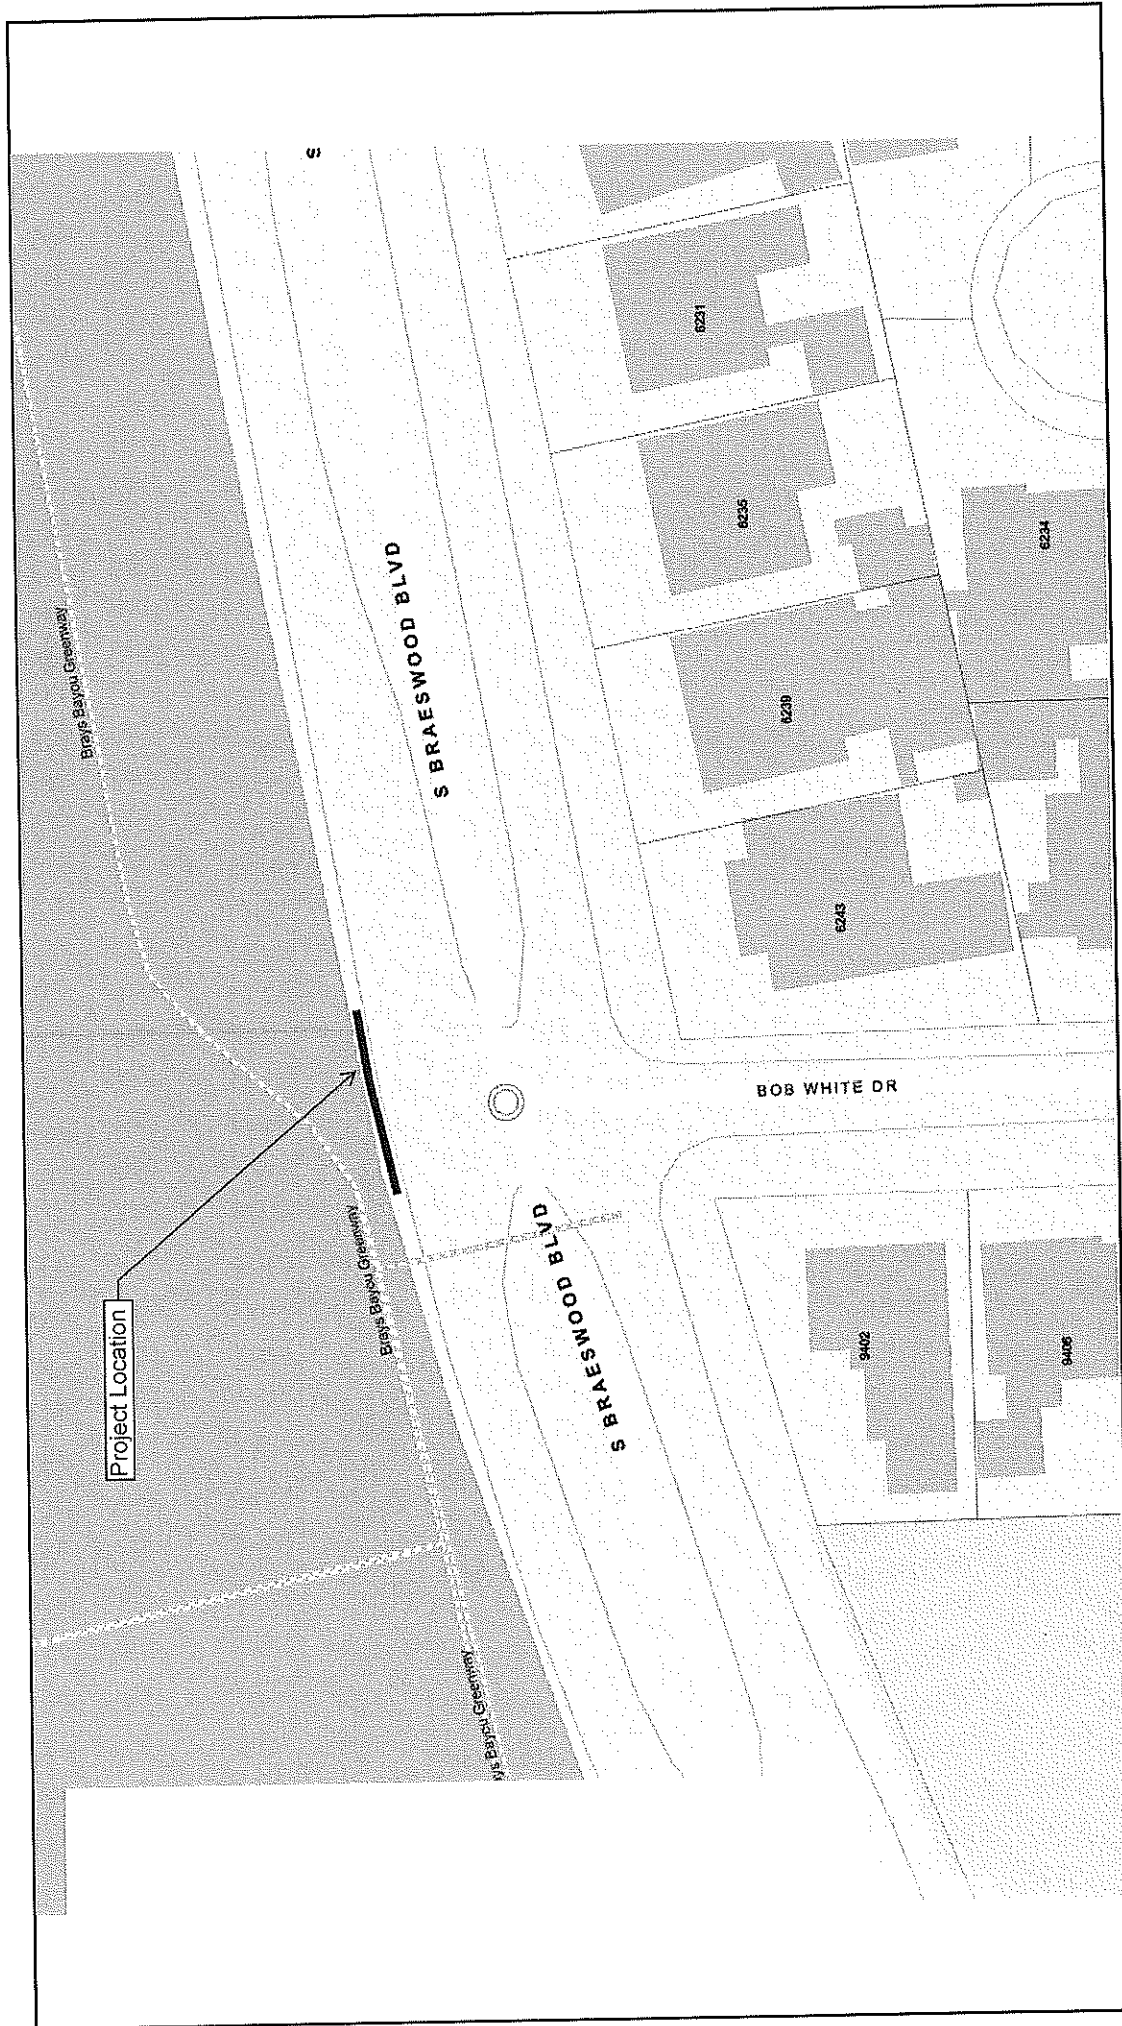 Project Location
Brays Bayou Greenway
Brays Bayou Greenway
ys Bayou Greenway
S BRAESWOOD BLVD
S BRAESWOOD BLVD
S
BOB WHITE DR
6231
6235
6239
6243
6234
9402
9406